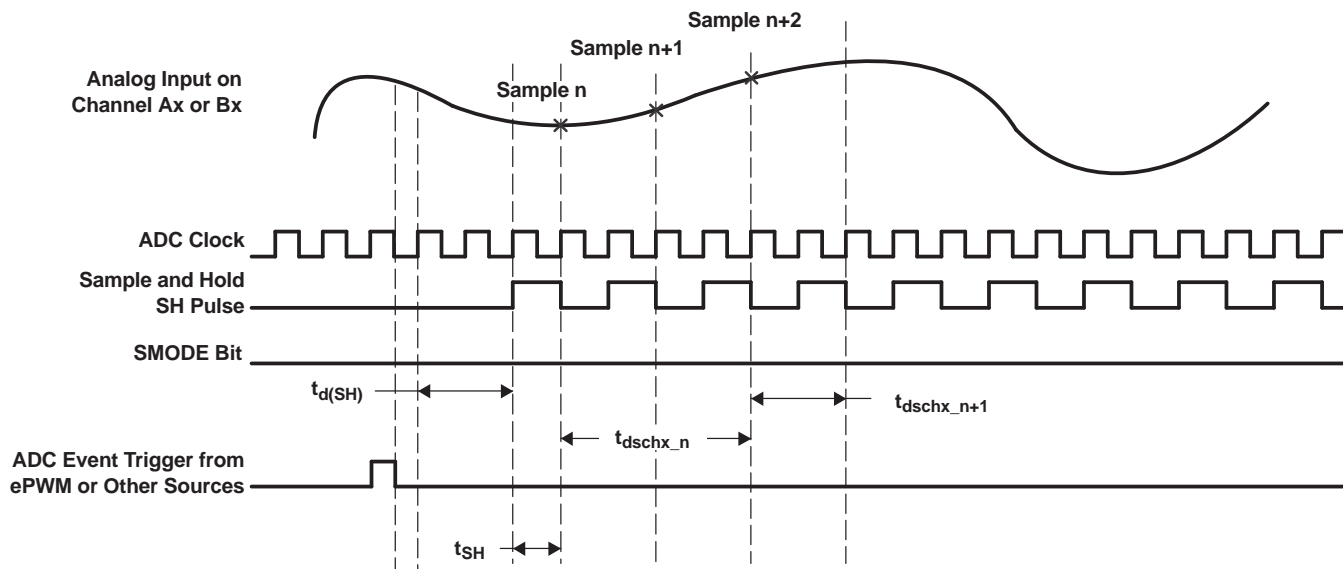 Sample n+2
Sample n+1
Analog Input on
Channel Ax or Bx
Sample n
ADC Clock
Sample and Hold
SH Pulse
SMODE Bit
td(SH)
tdschx_n+1
tdschx_n
ADC Event Trigger from
ePWM or Other Sources
tSH